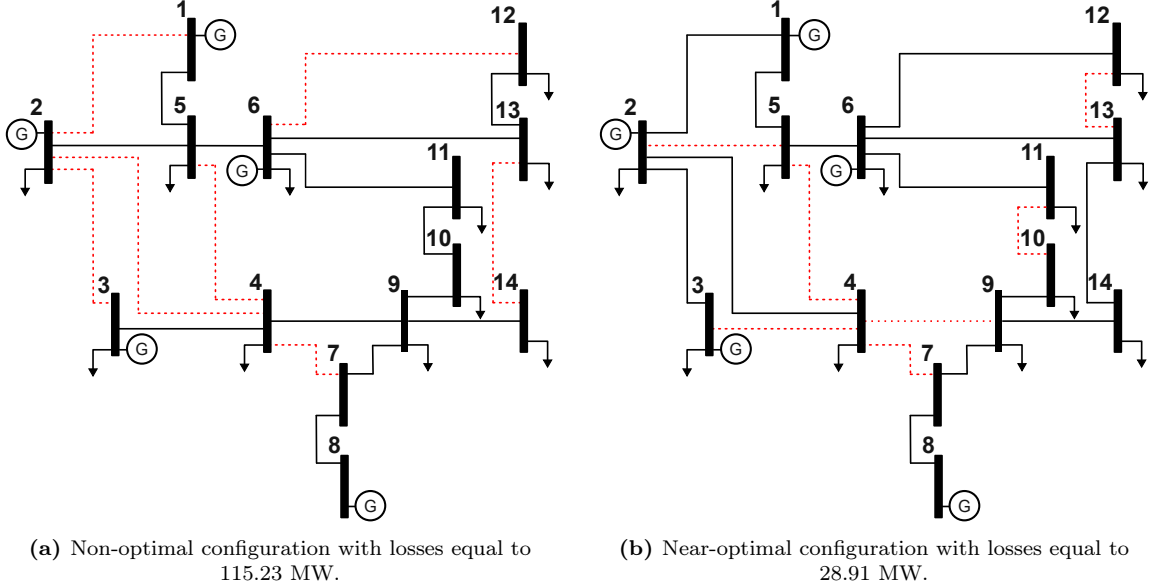 1
G
12
2
5
6
13
G
G
11
10
3
4
9
14
G
7
8
G
(a) Non-optimal configuration with losses equal to
115.23 MW.
1
G
12
2
5
6
13
G
G
11
10
3
4
9
14
G
7
8
G
(b) Near-optimal configuration with losses equal to
28.91 MW.